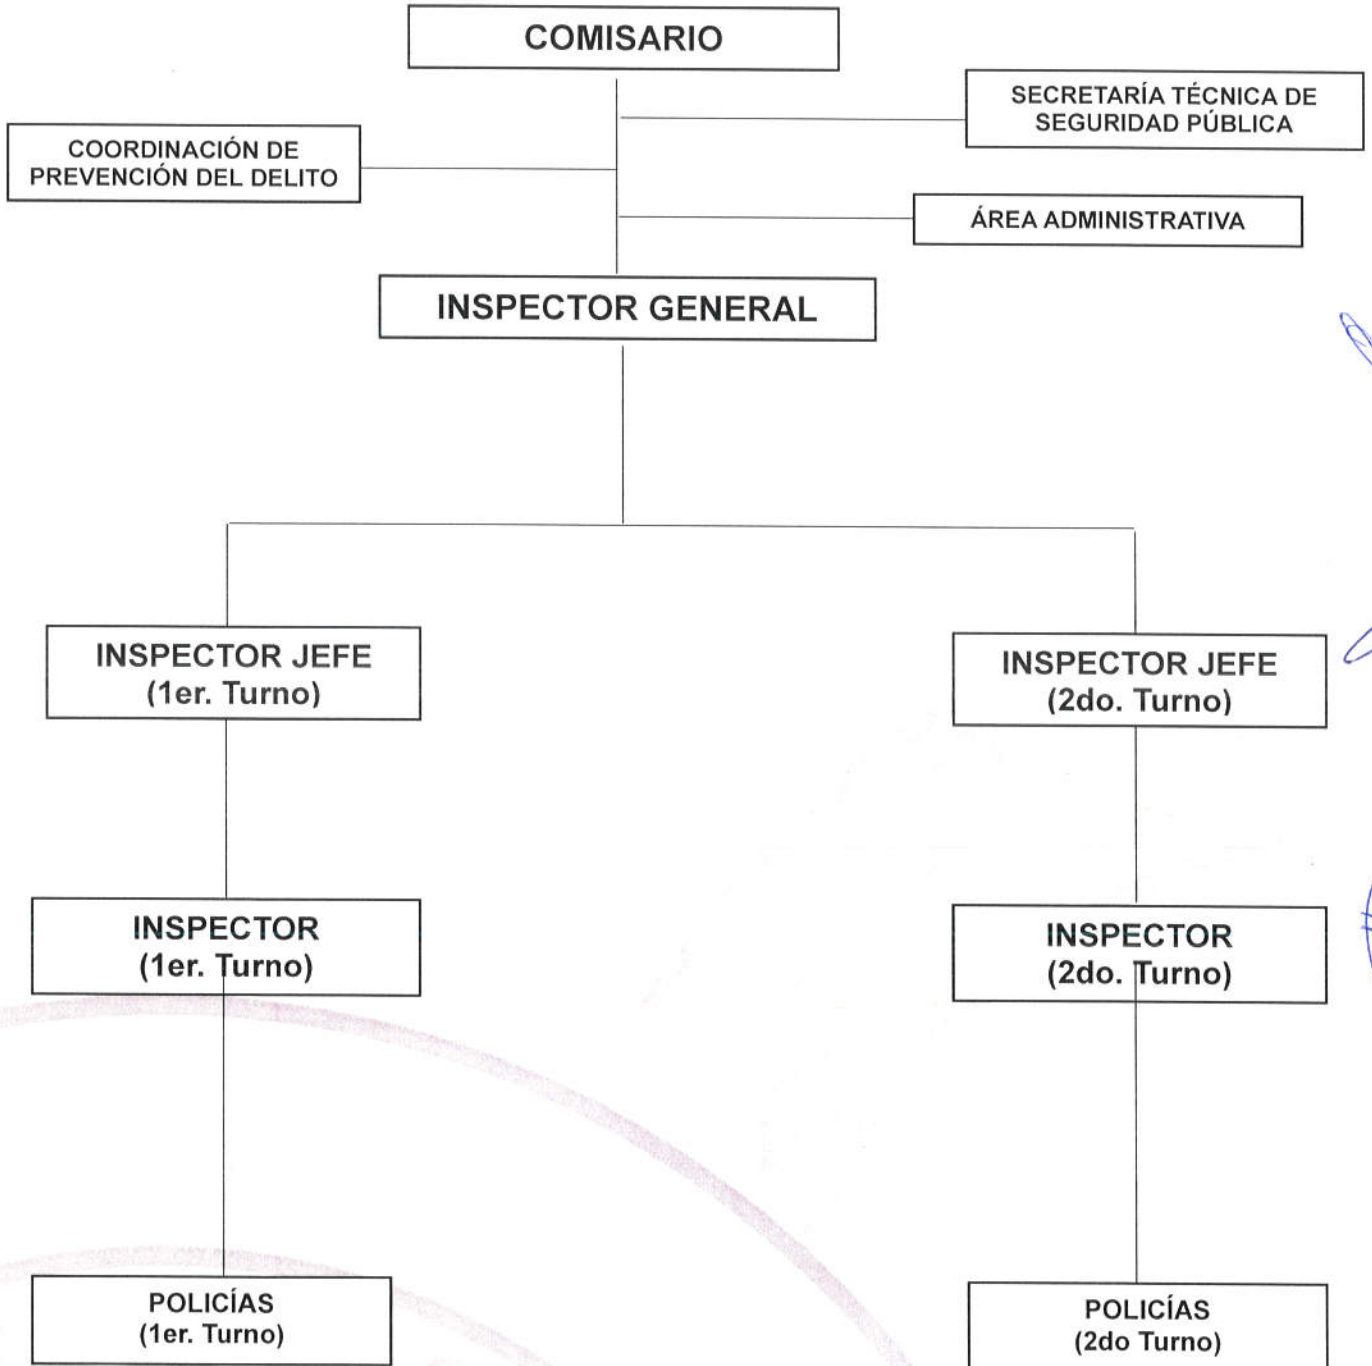 COMISARIO
SECRETARÍA TÉCNICA DE
SEGURIDAD PÚBLICA
COORDINACIÓN DE
PREVENCIÓN DEL DELITO
ÁREA ADMINISTRATIVA
INSPECTOR GENERAL
INSPECTOR JEFE
(1er. Turno)
INSPECTOR JEFE
(2do. Turno)
INSPECTOR
(1er. Turno)
INSPECTOR
(2do. Turno)
POLICÍAS
(1er. Turno)
POLICÍAS
(2do Turno)